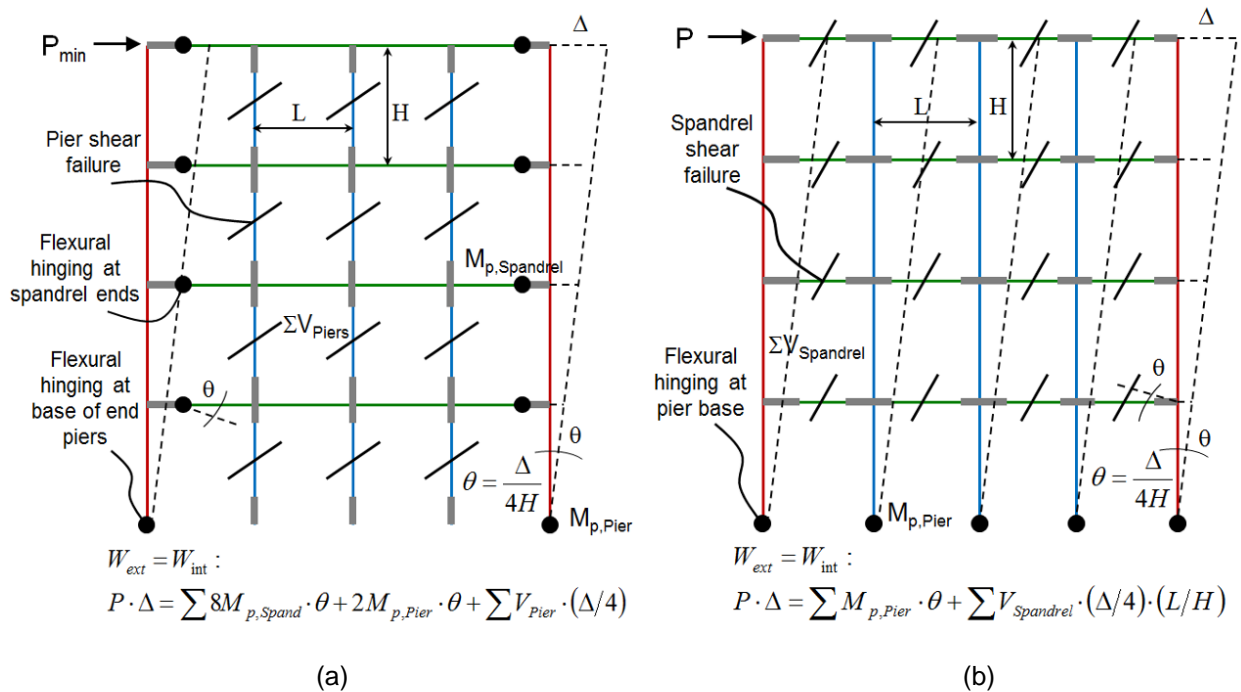 P_min
Δ
L
H
Pier shear
failure
Flexural
hinging at
spandrel ends
M_p,Spandrel
ΣV_Piers
Flexural
hinging at
base of end
piers
θ
θ
θ = Δ/4H
M_p,Pier
W_ext = W_int :
P · Δ = ∑ 8M_p,Spand · θ + 2M_p,Pier · θ + ∑ V_Pier · (Δ/4)
(a)
P
Δ
L
H
Spandrel
shear
failure
ΣV_Spandrel
Flexural
hinging at
pier base
θ
θ
θ = Δ/4H
M_p,Pier
W_ext = W_int :
P · Δ = ∑ M_p,Pier · θ + ∑ V_Spandrel · (Δ/4) · (L/H)
(b)